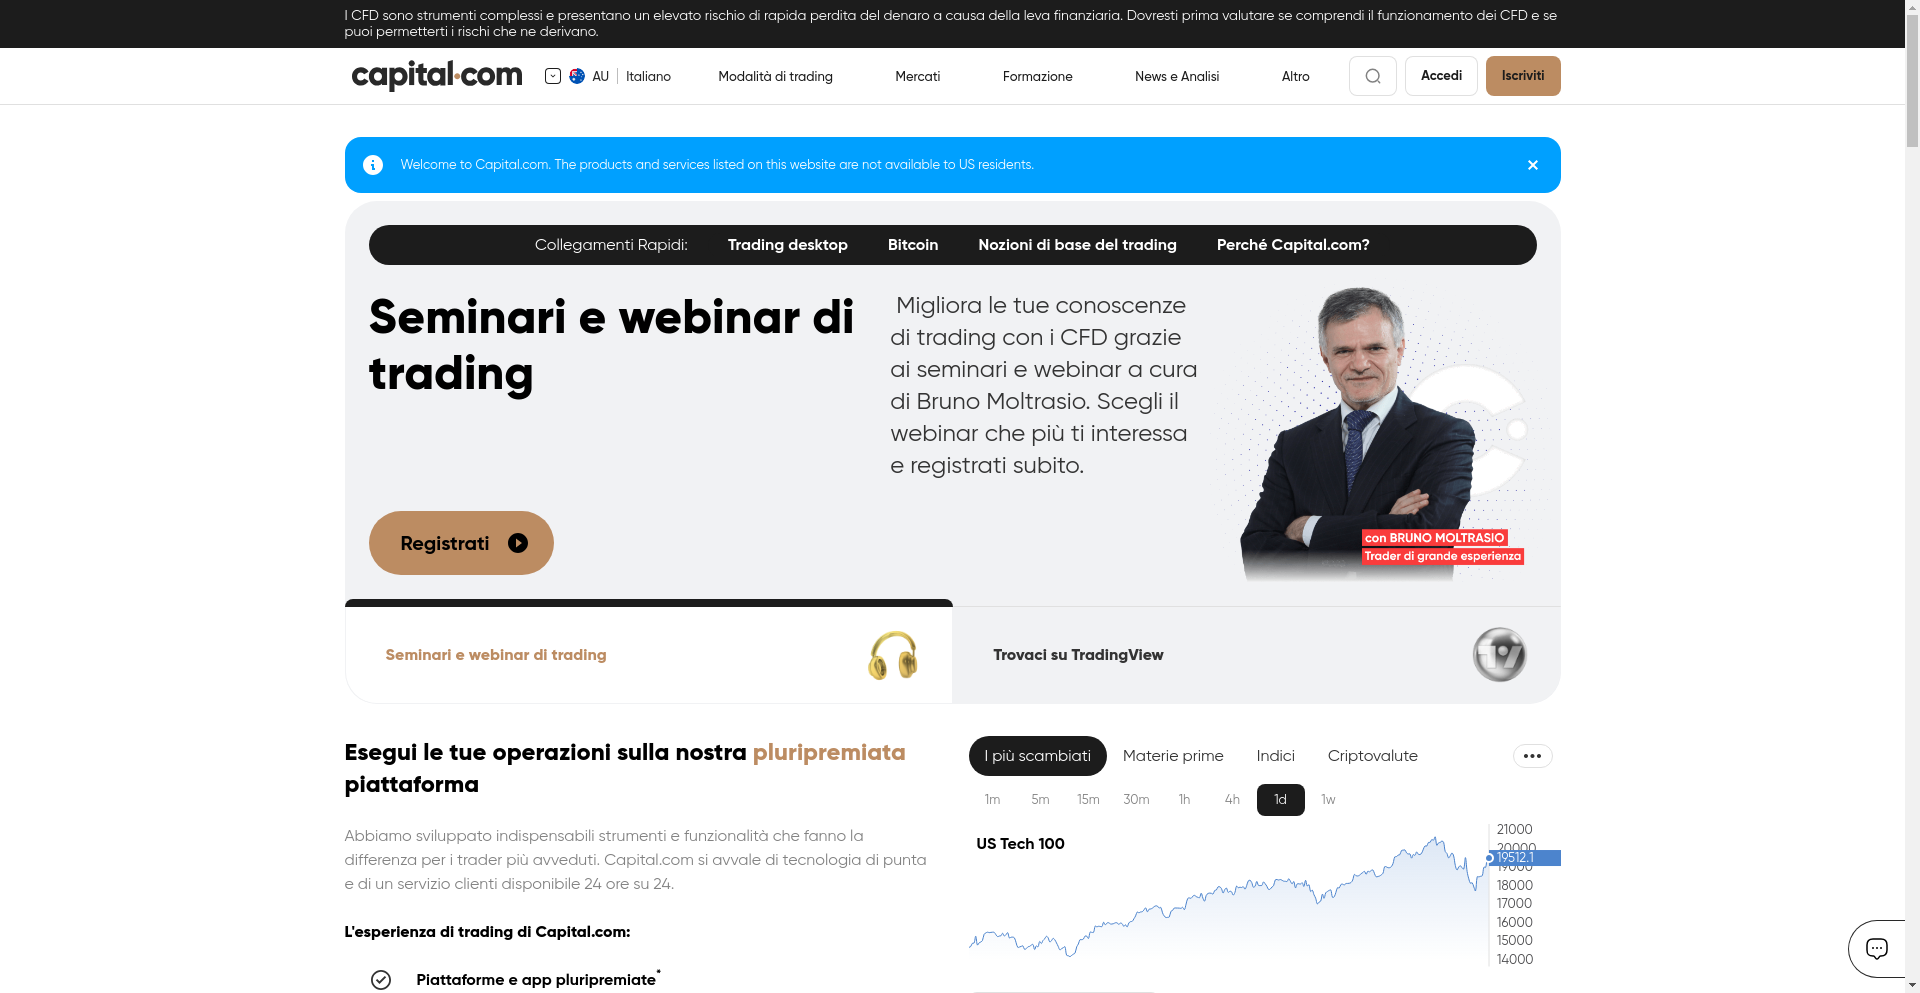 I CFD sono strumenti complessi e presentano un elevato rischio di rapida perdita del denaro a causa della leva finanziaria. Dovresti prima valutare se comprendi il funzionamento dei CFD e se
puoi permetterti i rischi che ne derivano.
capital.com
AU
Italiano
Modalità di trading
Mercati
Formazione
News e Analisi
Altro
Accedi
Iscriviti
Welcome to Capital.com. The products and services listed on this website are not available to US residents.
Collegamenti Rapidi:
Trading desktop
Bitcoin
Nozioni di base del trading
Perché Capital.com?
Seminari e webinar di
trading
Migliora le tue conoscenze
di trading con i CFD grazie
ai seminari e webinar a cura
di Bruno Moltrasio. Scegli il
webinar che più ti interessa
e registrati subito.
con BRUNO MOLTRASIO
Trader di grande esperienza
Registrati
Seminari e webinar di trading
Trovaci su TradingView
Esegui le tue operazioni sulla nostra pluripremiata
piattaforma
Abbiamo sviluppato indispensabili strumenti e funzionalità che fanno la
differenza per i trader più avveduti. Capital.com si avvale di tecnologia di punta
e di un servizio clienti disponibile 24 ore su 24.
L'esperienza di trading di Capital.com:
Piattaforme e app pluripremiate*
I più scambiati
Materie prime
Indici
Criptovalute
1m
5m
15m
30m
1h
4h
1d
1w
US Tech 100
21000
20000
19512.1
19000
18000
17000
16000
15000
14000